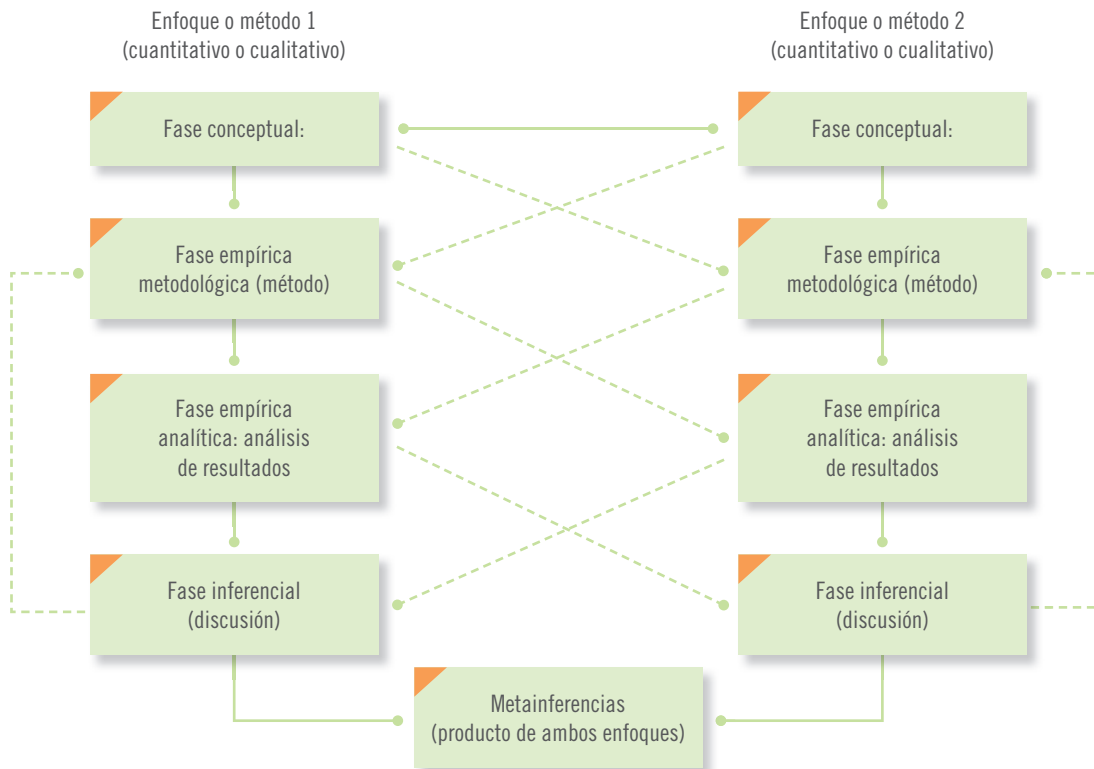 Enfoque o método 1
(cuantitativo o cualitativo)
Enfoque o método 2
(cuantitativo o cualitativo)
Fase conceptual:
Fase conceptual:
Fase empírica
metodológica (método)
Fase empírica
metodológica (método)
Fase empírica
analítica: análisis
de resultados
Fase empírica
analítica: análisis
de resultados
Fase inferencial
(discusión)
Fase inferencial
(discusión)
Metainferencias
(producto de ambos enfoques)